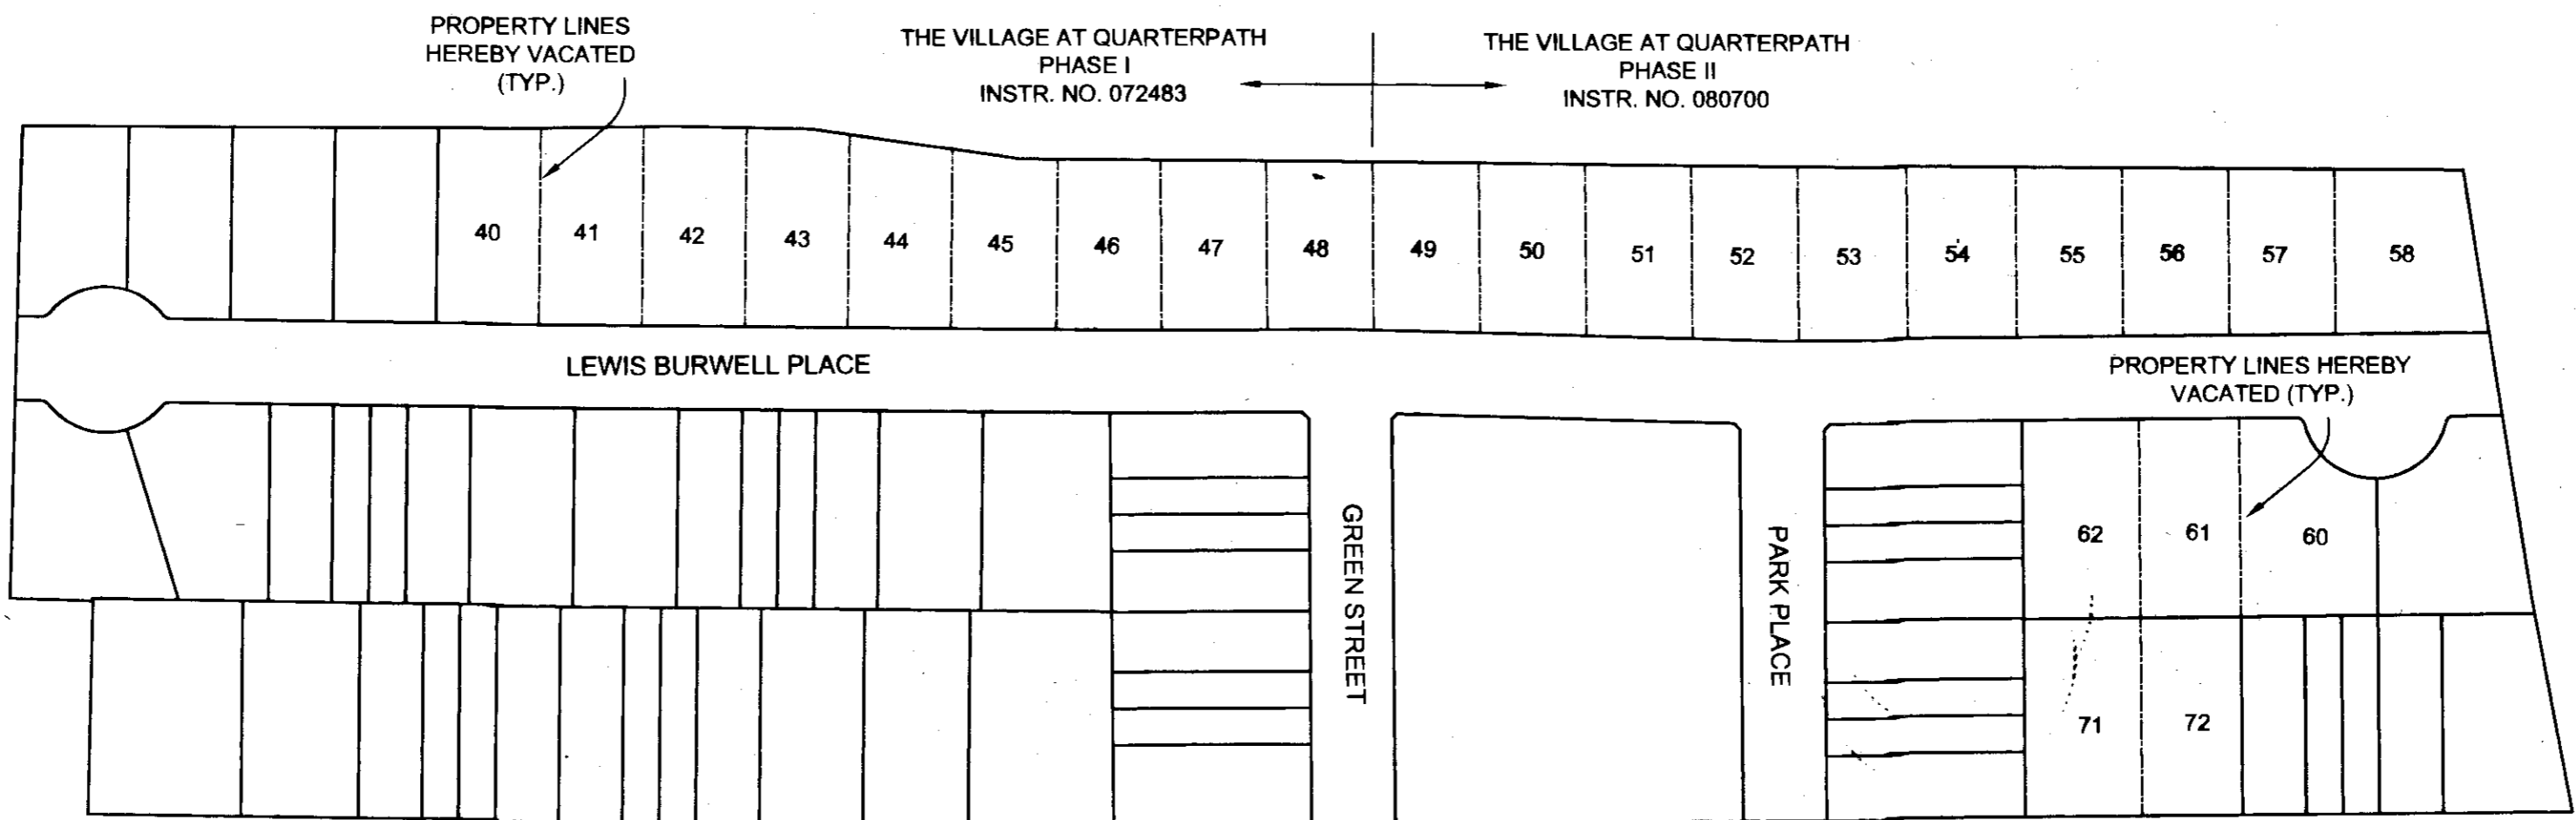 PROPERTY LINES
HEREBY VACATED
(TYP.)
THE VILLAGE AT QUARTERPATH
PHASE I
INSTR. NO. 072483
THE VILLAGE AT QUARTERPATH
PHASE II
INSTR. NO. 080700
40
41
42
43
44
45
46
47
48
49
50
51
52
53
54
55
56
57
58
LEWIS BURWELL PLACE
PROPERTY LINES HEREBY
VACATED (TYP.)
GREEN STREET
PARK PLACE
62
61
60
71
72